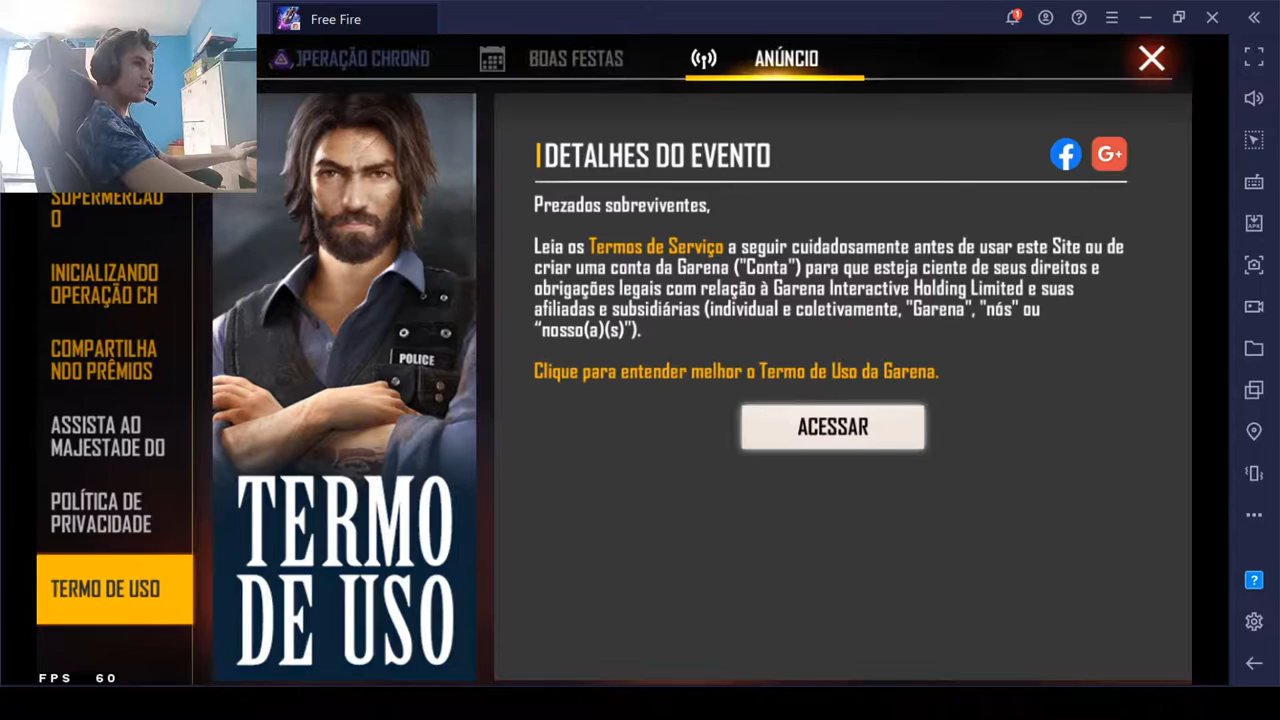 Free Fire
1
OPERAÇÃO CHRONO
BOAS FESTAS
ANÚNCIO
SUPERMERCAD
O
INICIALIZANDO
OPERAÇÃO CH
COMPARTILHA
NDO PRÊMIOS
ASSISTA AO
MAJESTADE DO
POLÍTICA DE
PRIVACIDADE
TERMO DE USO
POLICE
TERMO
DE USO
DETALHES DO EVENTO
G+
Prezados sobreviventes,
Leia os Termos de Serviço a seguir cuidadosamente antes de usar este Site ou de
criar uma conta da Garena ("Conta") para que esteja ciente de seus direitos e
obrigações legais com relação à Garena Interactive Holding Limited e suas
afiliadas e subsidiárias (individual e coletivamente, "Garena", "nós" ou
“nosso(a)(s)").
Clique para entender melhor o Termo de Uso da Garena.
ACESSAR
APK
FPS 60